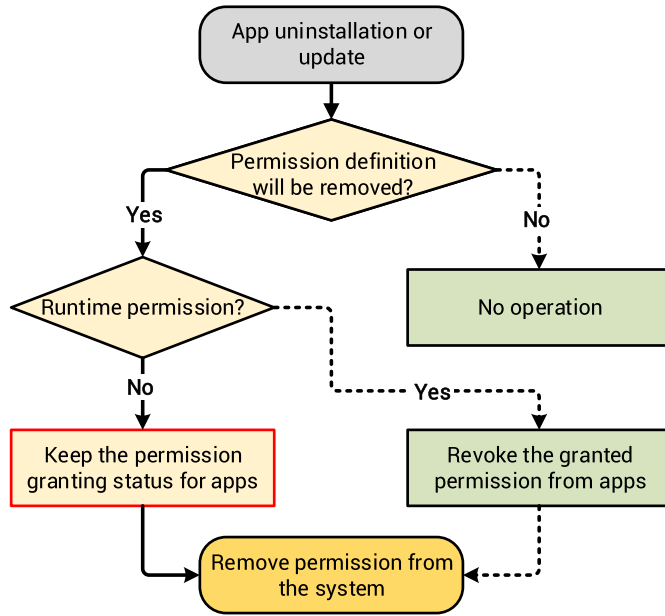 App uninstallation or
update
Permission definition
will be removed?
Yes
No
Runtime permission?
No operation
No
Yes
Keep the permission
granting status for apps
Revoke the granted
permission from apps
Remove permission from
the system